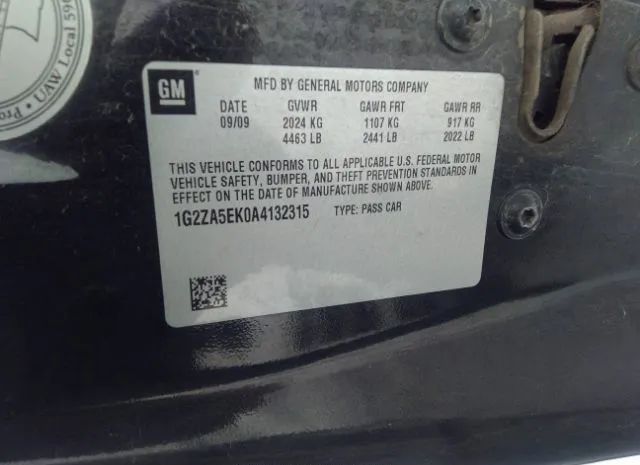 UAW Local 596
GM
MFD BY GENERAL MOTORS COMPANY
DATE GVWR GAWR FRT GAWR RR
09/09 2024 KG 1107 KG 917 KG
4463 LB 2441 LB 2022 LB
THIS VEHICLE CONFORMS TO ALL APPLICABLE U.S. FEDERAL MOTOR
VEHICLE SAFETY, BUMPER, AND THEFT PREVENTION STANDARDS IN
EFFECT ON THE DATE OF MANUFACTURE SHOWN ABOVE.
1G2ZA5EK0A4132315 TYPE: PASS CAR